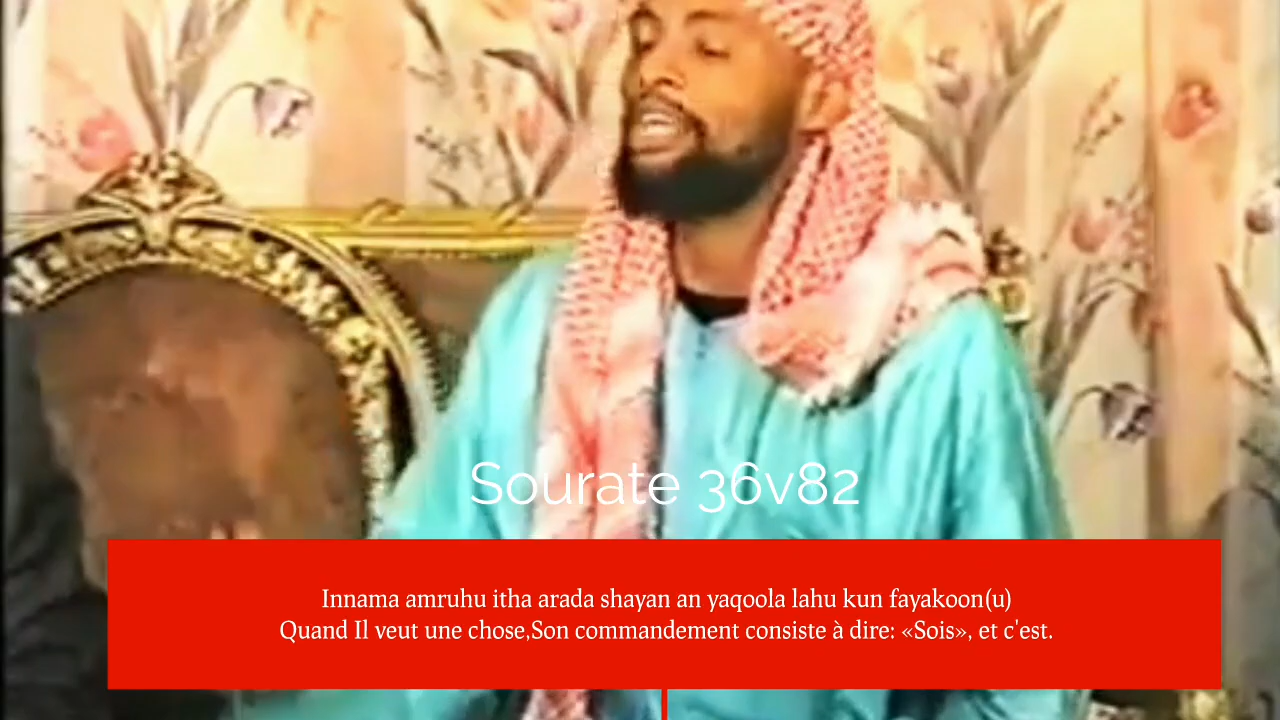 Sourate 36v82
Innama amruhu itha arada shayan an yaqoola lahu kun fayakoon(u)
Quand Il veut une chose,Son commandement consiste à dire: «Sois», et c'est.